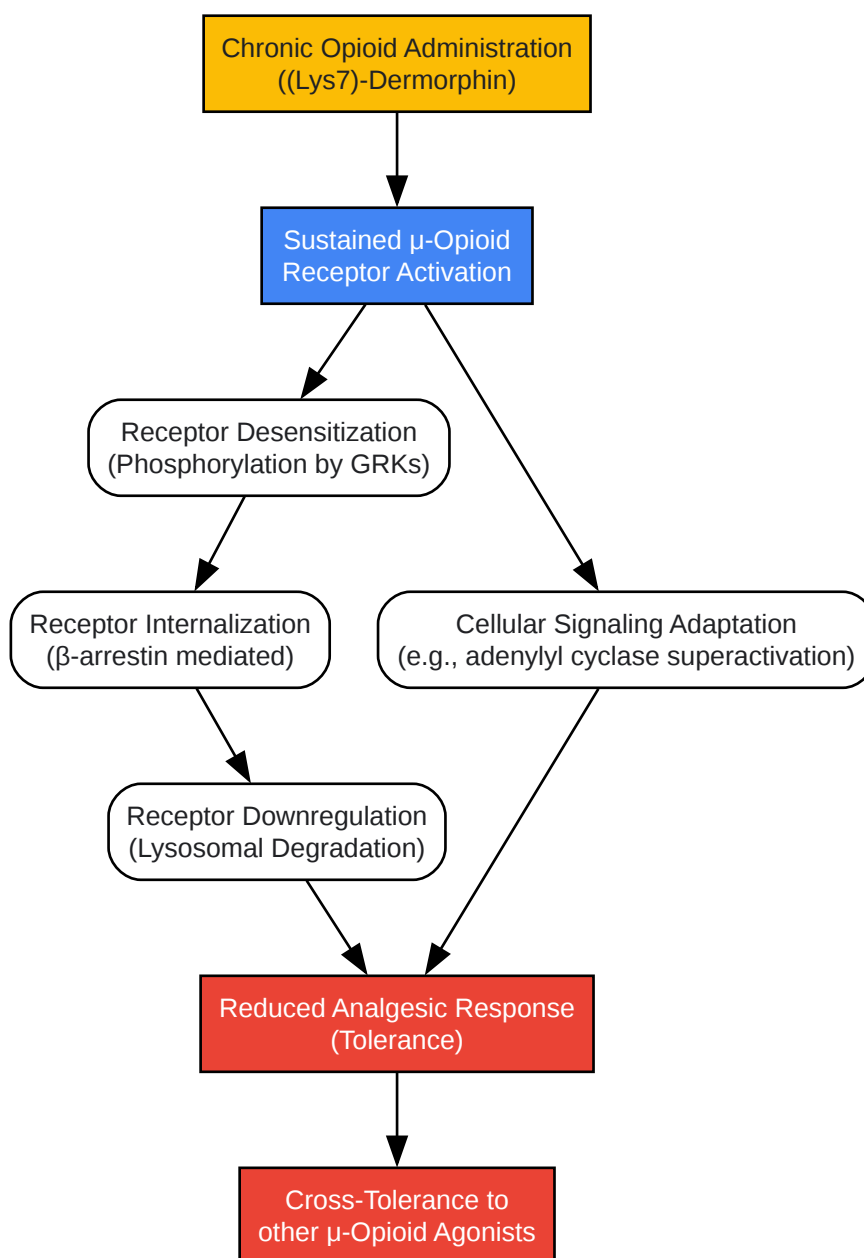 Chronic Opioid Administration
((Lys7)-Dermorphin)
Sustained μ-Opioid
Receptor Activation
Receptor Desensitization
(Phosphorylation by GRKs)
Receptor Internalization
(β-arrestin mediated)
Cellular Signaling Adaptation
(e.g., adenylyl cyclase superactivation)
Receptor Downregulation
(Lysosomal Degradation)
Reduced Analgesic Response
(Tolerance)
Cross-Tolerance to
other μ-Opioid Agonists